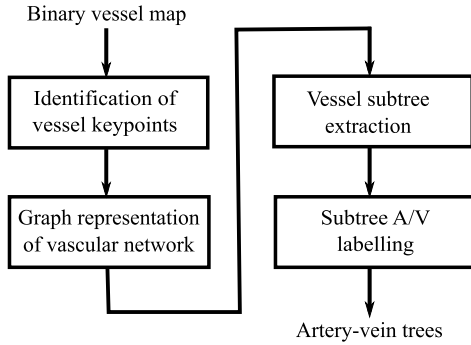 Binary vessel map
Identification of
vessel keypoints
Graph representation
of vascular network
Vessel subtree
extraction
Subtree A/V
labelling
Artery-vein trees